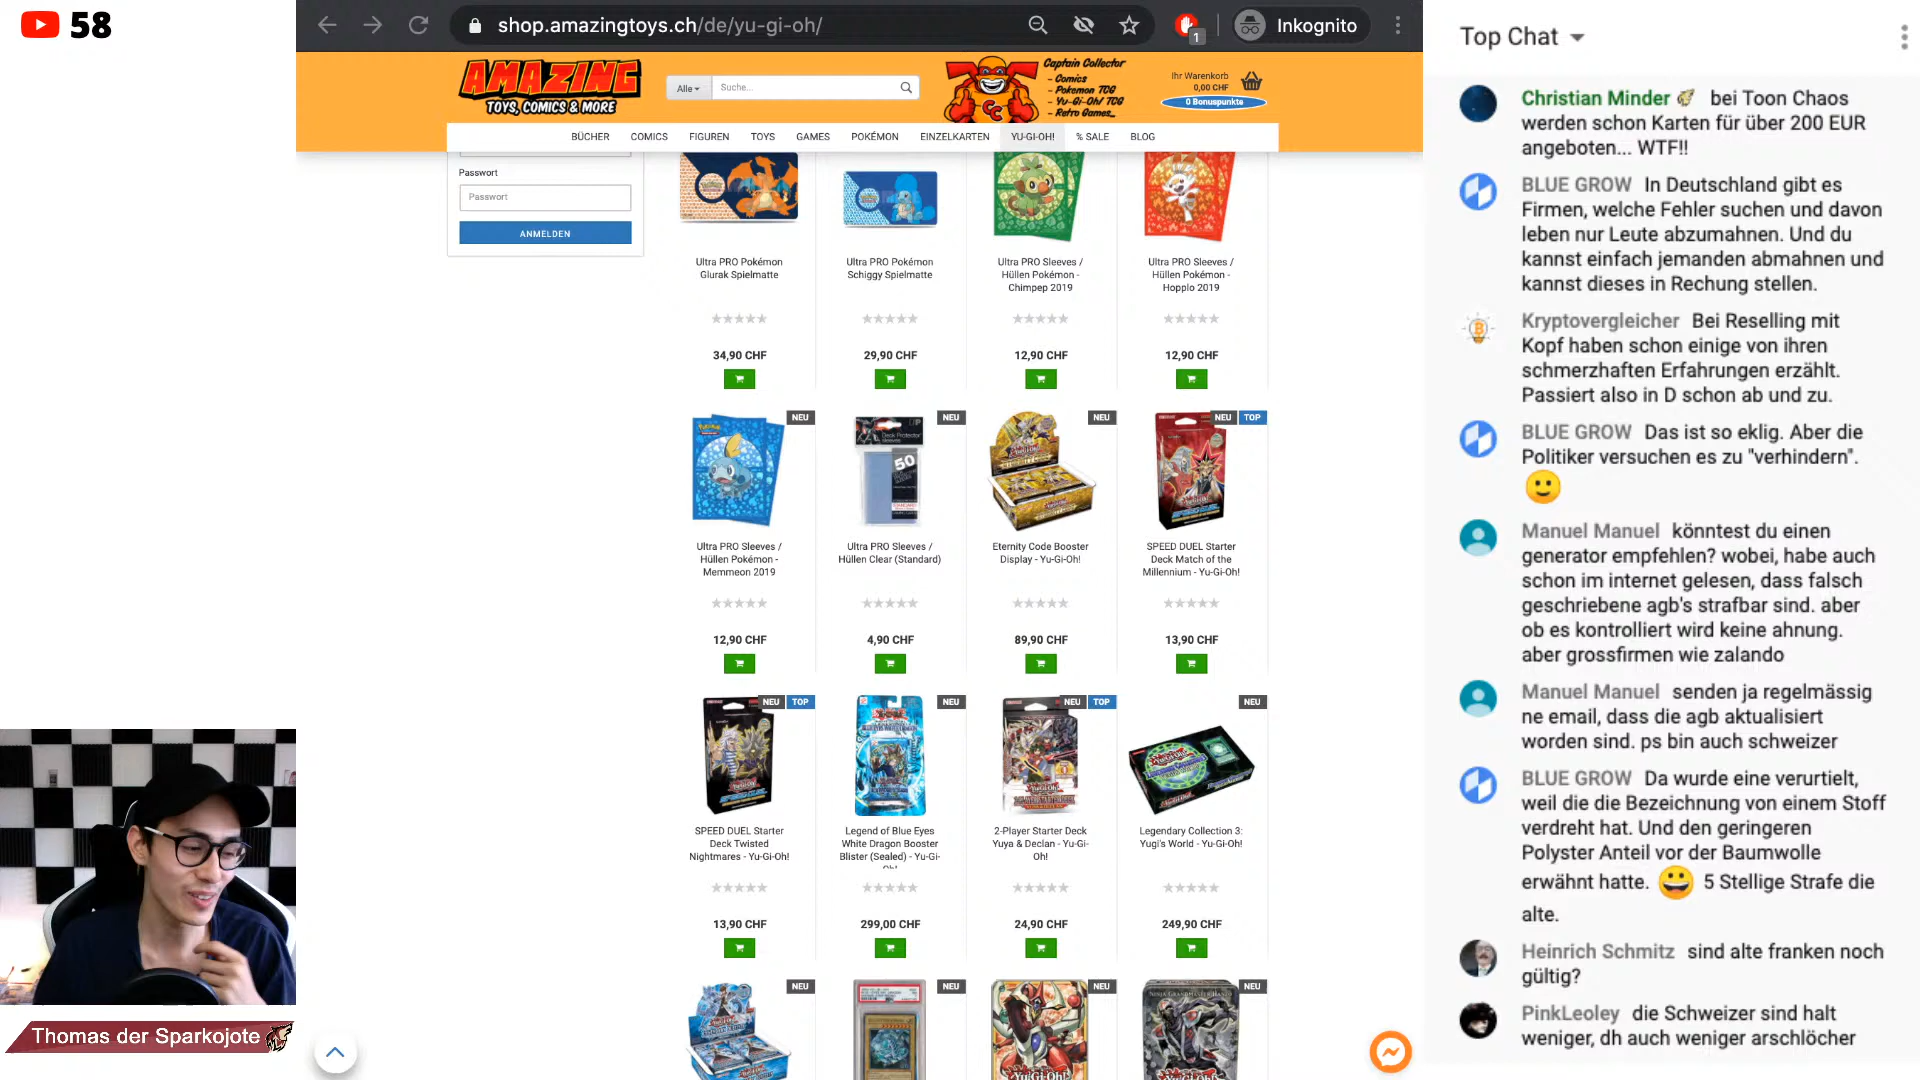 58
shop.amazingtoys.ch/de/yu-gi-oh/
1
Inkognito
AMAZING
TOYS, COMICS & MORE
Alle
Suche...
Captain Collector
- Comics
- Pokemon TCG
- Yu-Gi-Oh! TCG
- Retro Games...
CC
Ihr Warenkorb
0,00 CHF
0 Bonuspunkte
BÜCHER COMICS FIGUREN TOYS GAMES POKÉMON EINZELKARTEN YU-GI-OH! % SALE BLOG
Passwort
Passwort
ANMELDEN
Ultra PRO Pokémon
Glurak Spielmatte
34,90 CHF
Ultra PRO Pokémon
Schiggy Spielmatte
29,90 CHF
Ultra PRO Sleeves /
Hüllen Pokémon -
Chimpep 2019
12,90 CHF
Ultra PRO Sleeves /
Hüllen Pokémon -
Hopplo 2019
12,90 CHF
Ultra PRO Sleeves /
Hüllen Pokémon -
Memmeon 2019
12,90 CHF
NEU
50
Ultra PRO Sleeves /
Hüllen Clear (Standard)
4,90 CHF
NEU
Eternity Code Booster
Display - Yu-Gi-Oh!
89,90 CHF
NEU
NEU TOP
SPEED DUEL Starter
Deck Match of the
Millennium - Yu-Gi-Oh!
13,90 CHF
NEU TOP
SPEED DUEL Starter
Deck Twisted
Nightmares - Yu-Gi-Oh!
13,90 CHF
NEU
Legend of Blue Eyes
White Dragon Booster
Blister (Sealed) - Yu-Gi-
Oh!
299,00 CHF
NEU TOP
2-Player Starter Deck
Yuya & Declan - Yu-Gi-
Oh!
24,90 CHF
NEU
Legendary Collection 3:
Yugi's World - Yu-Gi-Oh!
249,90 CHF
NEU
NEU
NEU
NEU
Thomas der Sparkojote
Top Chat
Christian Minder bei Toon Chaos
werden schon Karten für über 200 EUR
angeboten... WTF!!
BLUE GROW In Deutschland gibt es
Firmen, welche Fehler suchen und davon
leben nur Leute abzumahnen. Und du
kannst einfach jemanden abmahnen und
kannst dieses in Rechung stellen.
Kryptovergleicher Bei Reselling mit
Kopf haben schon einige von ihren
schmerzhaften Erfahrungen erzählt.
Passiert also in D schon ab und zu.
BLUE GROW Das ist so eklig. Aber die
Politiker versuchen es zu "verhindern".
Manuel Manuel könntest du einen
generator empfehlen? wobei, habe auch
schon im internet gelesen, dass falsch
geschriebene agb's strafbar sind. aber
ob es kontrolliert wird keine ahnung.
aber grossfirmen wie zalando
Manuel Manuel senden ja regelmässig
ne email, dass die agb aktualisiert
worden sind. ps bin auch schweizer
BLUE GROW Da wurde eine verurtielt,
weil die die Bezeichnung von einem Stoff
verdreht hat. Und den geringeren
Polyster Anteil vor der Baumwolle
erwähnt hatte. 5 Stellige Strafe die
alte.
Heinrich Schmitz sind alte franken noch
gültig?
PinkLeoley die Schweizer sind halt
weniger, dh auch weniger arschlöcher